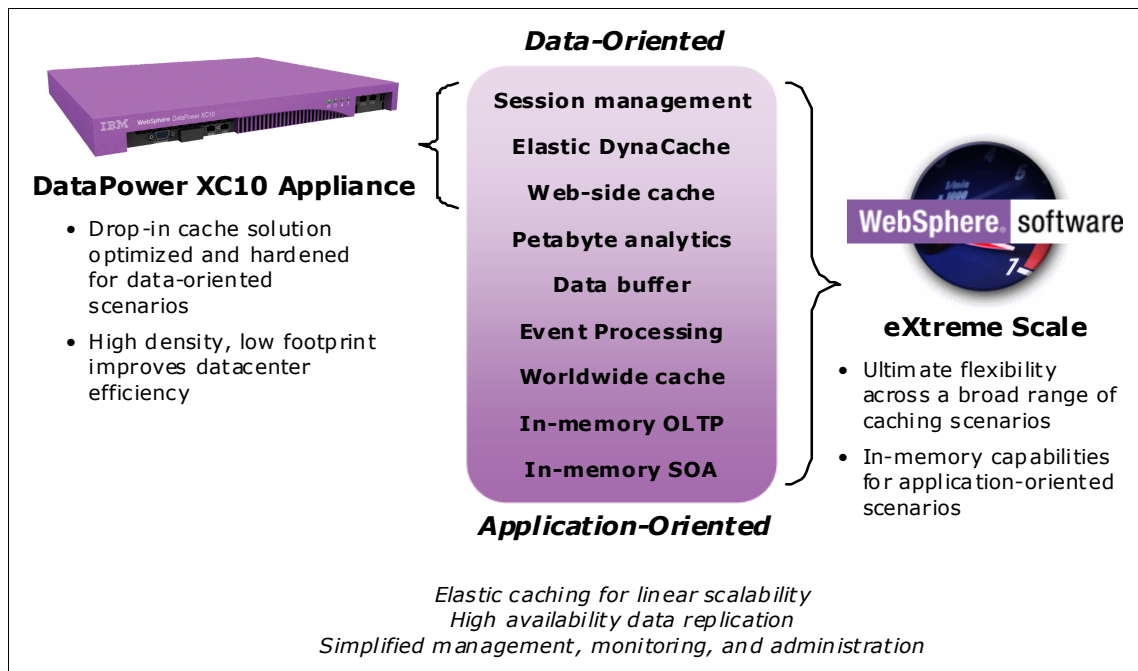 Data-Oriented
IBM WebSphere DataPower XC10
DataPower XC10 Appliance
• Drop-in cache solution
optimized and hardened
for data-oriented
scenarios
• High density, low footprint
improves datacenter
efficiency
Session management
Elastic DynaCache
Web-side cache
Petabyte analytics
Data buffer
Event Processing
Worldwide cache
In-memory OLTP
In-memory SOA
Application-Oriented
WebSphere® software
7
eXtreme Scale
• Ultimate flexibility
across a broad range of
caching scenarios
• In-memory capabilities
for application-oriented
scenarios
Elastic caching for linear scalability
High availability data replication
Simplified management, monitoring, and administration